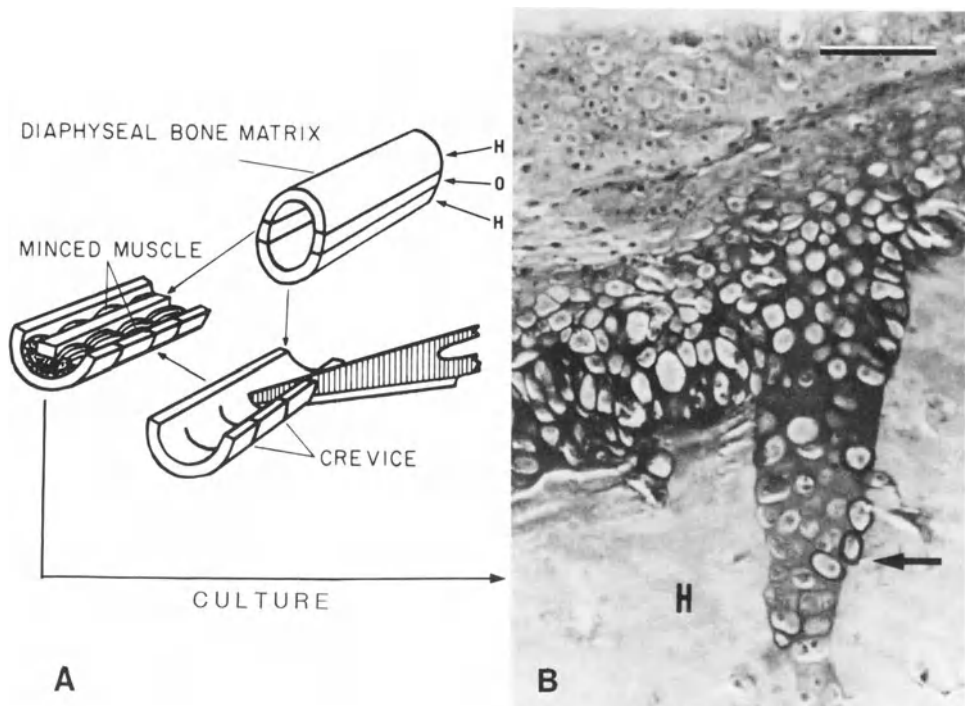 DIAPHYSEAL BONE MATRIX
H
O
H
MINCED MUSCLE
CREVICE
CULTURE
A
H
B